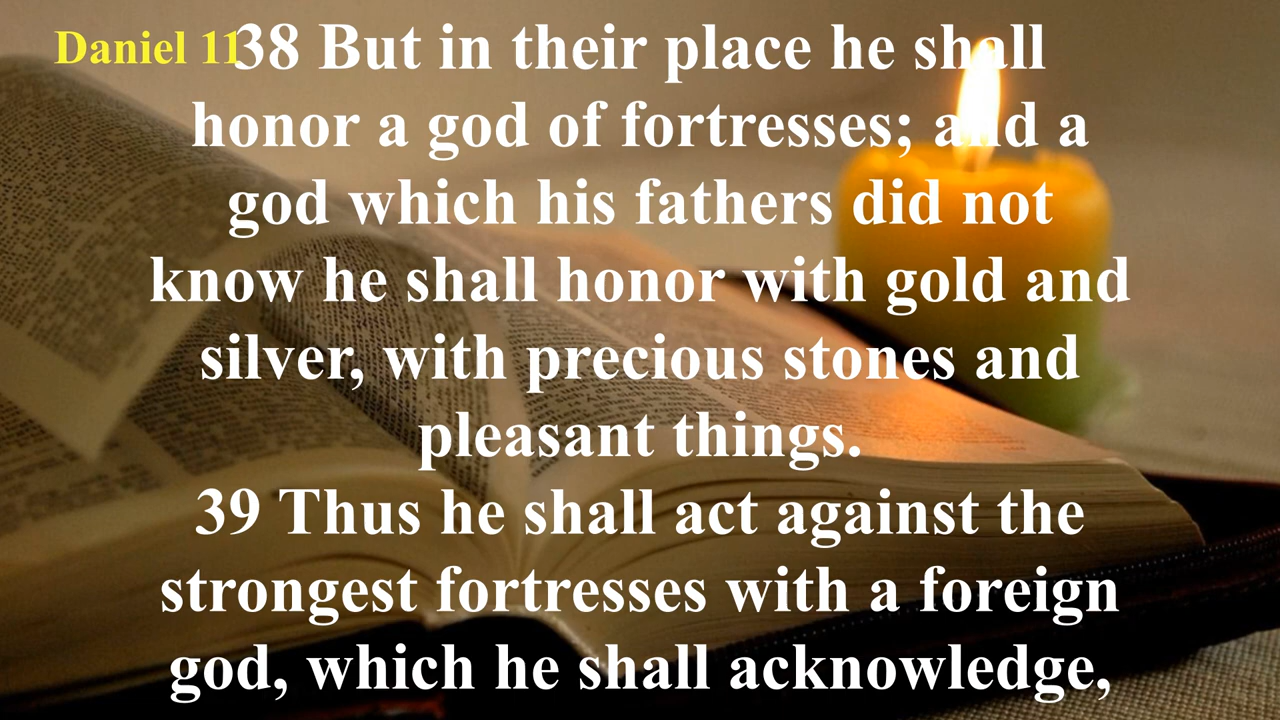 Daniel 11
38 But in their place he shall
honor a god of fortresses; and a
god which his fathers did not
know he shall honor with gold and
silver, with precious stones and
pleasant things.
39 Thus he shall act against the
strongest fortresses with a foreign
god, which he shall acknowledge,